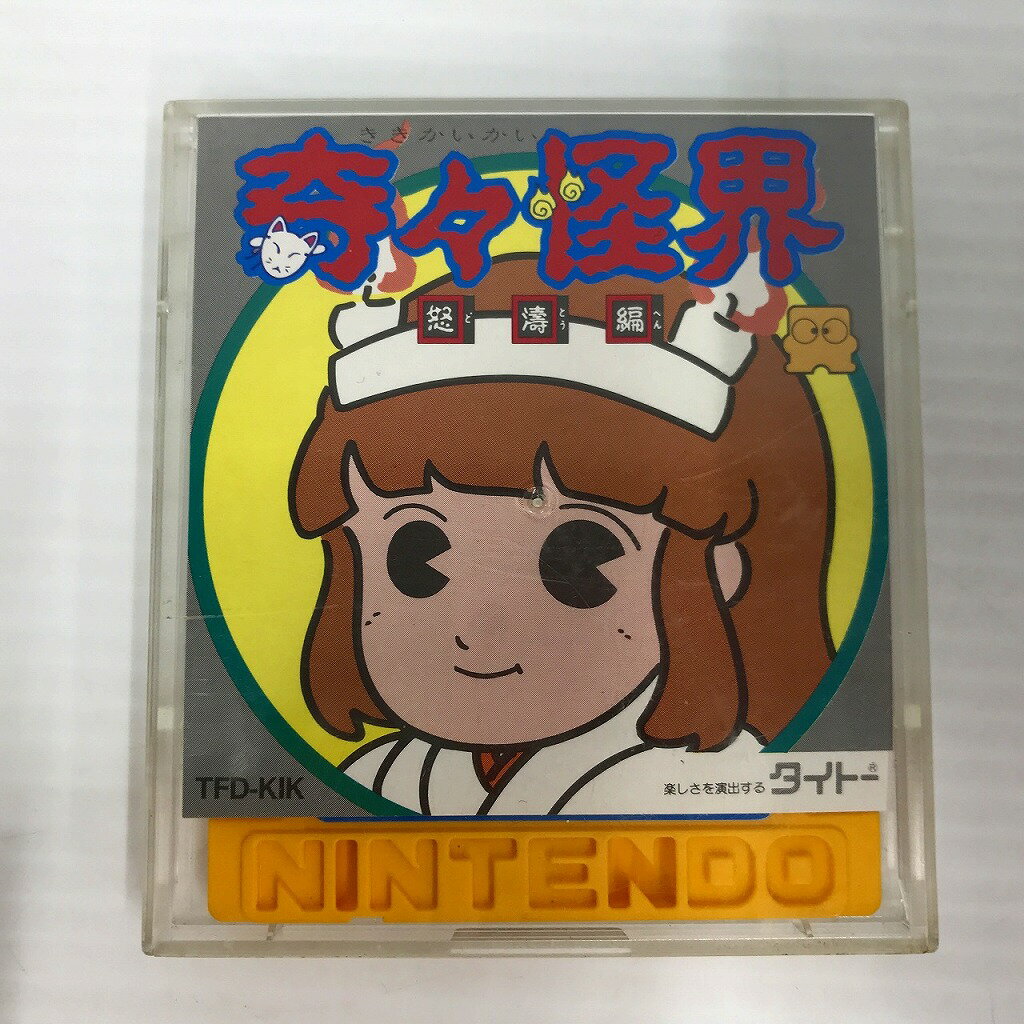 ききかいかい
奇々怪界
怒濤編
ど とう へん
TFD-KIK
楽しさを演出する タイトー®
NINTENDO